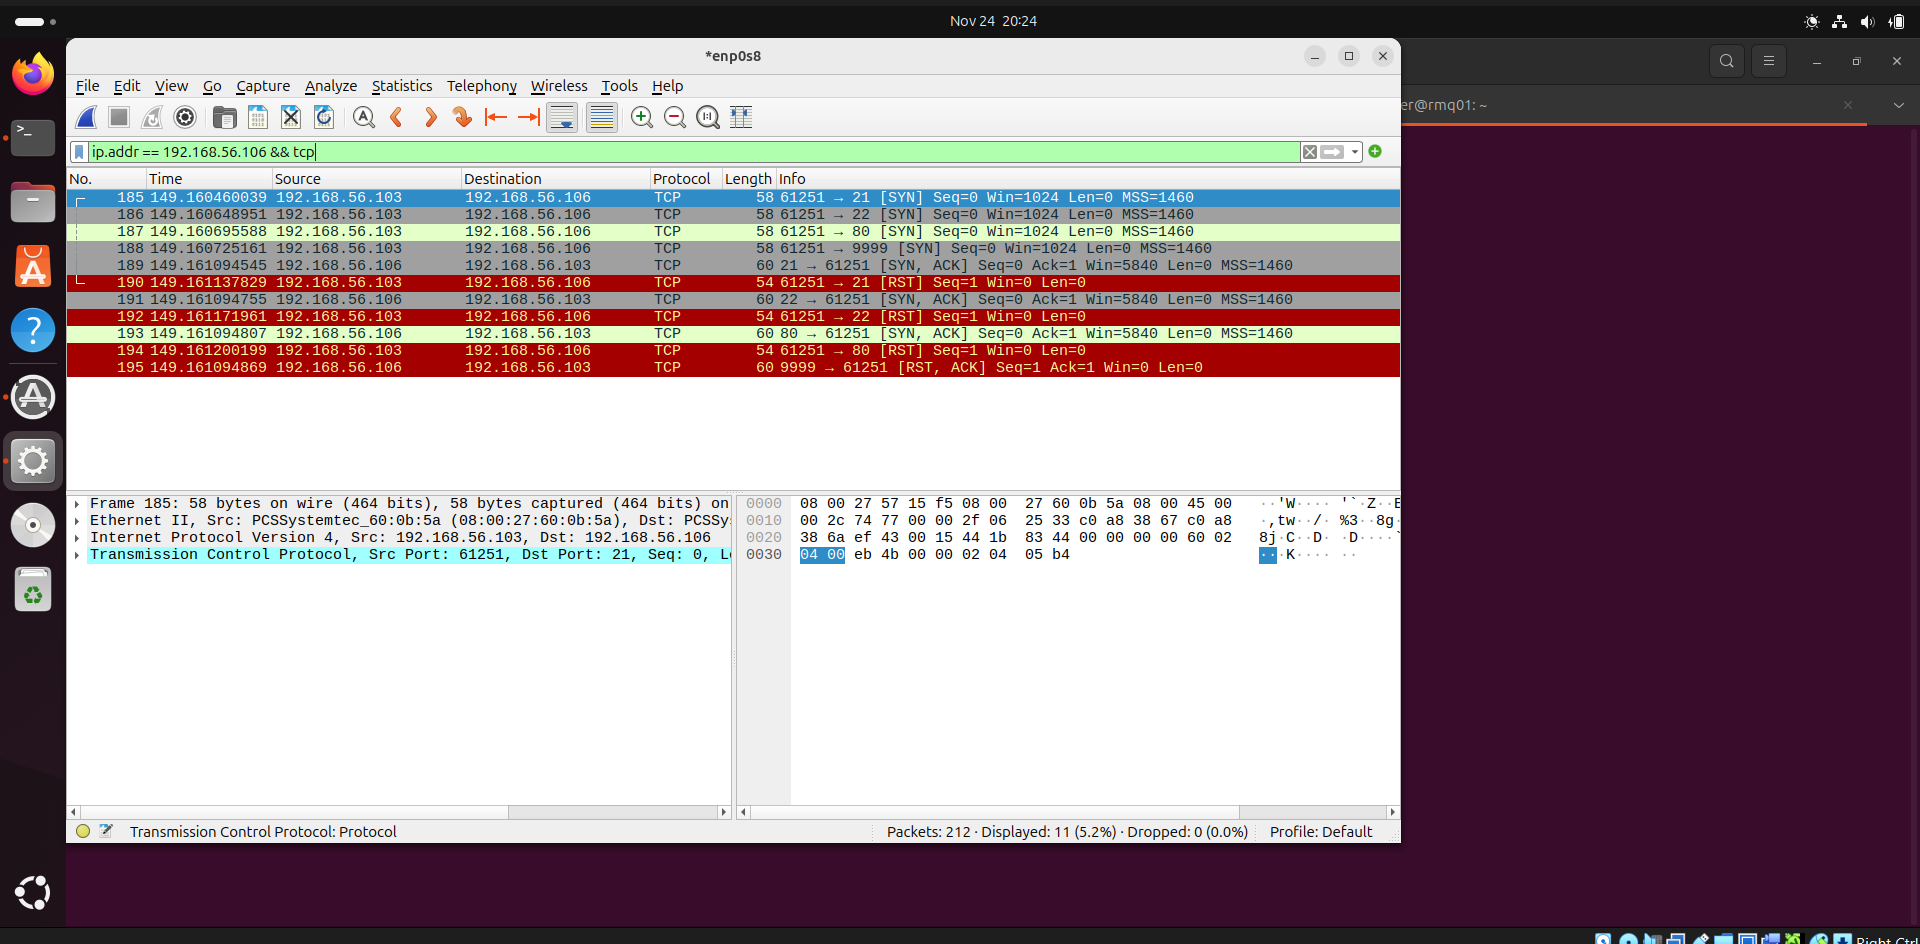 Nov 24 20:24
*enp0s8
er@rmq01: ~
File Edit View Go Capture Analyze Statistics Telephony Wireless Tools Help
ip.addr == 192.168.56.106 && tcp
No. Time Source Destination Protocol Length Info
185 149.160460039 192.168.56.103 192.168.56.106 TCP 58 61251 → 21 [SYN] Seq=0 Win=1024 Len=0 MSS=1460
186 149.160648951 192.168.56.103 192.168.56.106 TCP 58 61251 → 22 [SYN] Seq=0 Win=1024 Len=0 MSS=1460
187 149.160695588 192.168.56.103 192.168.56.106 TCP 58 61251 → 80 [SYN] Seq=0 Win=1024 Len=0 MSS=1460
188 149.160725161 192.168.56.103 192.168.56.106 TCP 58 61251 → 9999 [SYN] Seq=0 Win=1024 Len=0 MSS=1460
189 149.161094545 192.168.56.106 192.168.56.103 TCP 60 21 → 61251 [SYN, ACK] Seq=0 Ack=1 Win=5840 Len=0 MSS=1460
190 149.161137829 192.168.56.103 192.168.56.106 TCP 54 61251 → 21 [RST] Seq=1 Win=0 Len=0
191 149.161094755 192.168.56.106 192.168.56.103 TCP 60 22 → 61251 [SYN, ACK] Seq=0 Ack=1 Win=5840 Len=0 MSS=1460
192 149.161171961 192.168.56.103 192.168.56.106 TCP 54 61251 → 22 [RST] Seq=1 Win=0 Len=0
193 149.161094807 192.168.56.106 192.168.56.103 TCP 60 80 → 61251 [SYN, ACK] Seq=0 Ack=1 Win=5840 Len=0 MSS=1460
194 149.161200199 192.168.56.103 192.168.56.106 TCP 54 61251 → 80 [RST] Seq=1 Win=0 Len=0
195 149.161094869 192.168.56.106 192.168.56.103 TCP 60 9999 → 61251 [RST, ACK] Seq=1 Ack=1 Win=0 Len=0
Frame 185: 58 bytes on wire (464 bits), 58 bytes captured (464 bits) on
Ethernet II, Src: PCSSystemtec_60:0b:5a (08:00:27:60:0b:5a), Dst: PCSSy
Internet Protocol Version 4, Src: 192.168.56.103, Dst: 192.168.56.106
Transmission Control Protocol, Src Port: 61251, Dst Port: 21, Seq: 0, L
0000 08 00 27 57 15 f5 08 00 27 60 0b 5a 08 00 45 00 ··'W···· '`·Z··E
0010 00 2c 74 77 00 00 2f 06 25 33 c0 a8 38 67 c0 a8 ·,tw··/· %3··8g·
0020 38 6a ef 43 00 15 44 1b 83 44 00 00 00 00 60 02 8j·C··D· ·D····`
0030 04 00 eb 4b 00 00 02 04 05 b4 ···K···· ··
Transmission Control Protocol: Protocol
Packets: 212 · Displayed: 11 (5.2%) · Dropped: 0 (0.0%)
Profile: Default
Right Ctrl